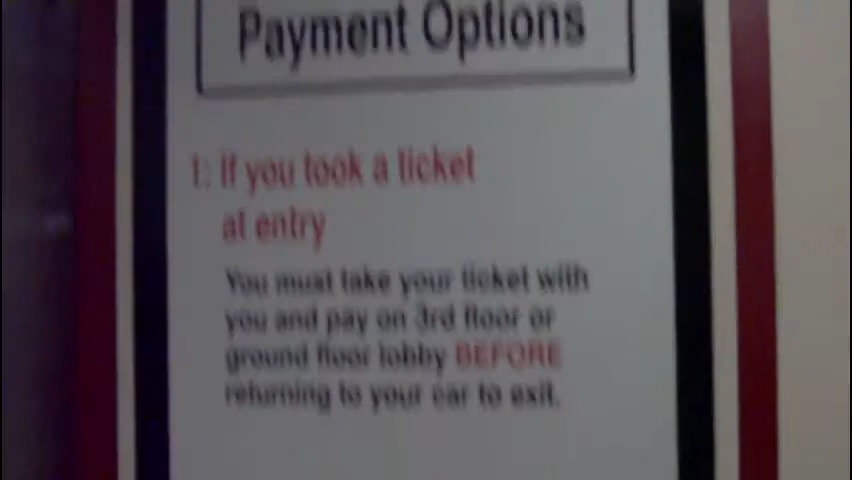 Payment Options
1: If you took a ticket
at entry
You must take your ticket with
you and pay on 3rd floor or
ground floor lobby BEFORE
returning to your car to exit.